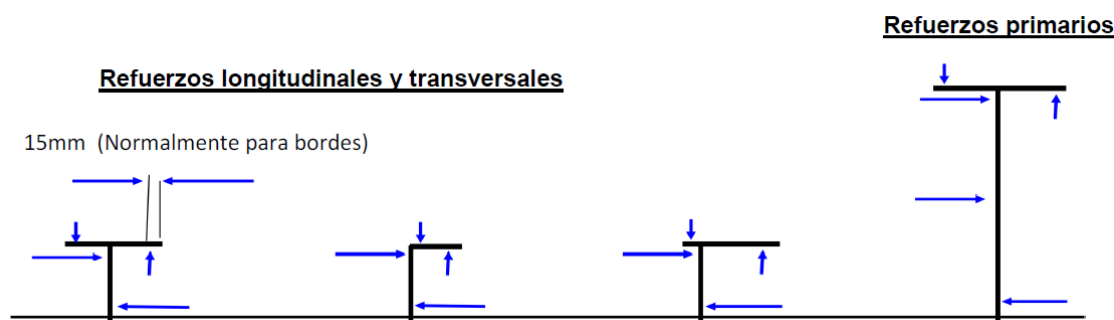 Refuerzos primarios
Refuerzos longitudinales y transversales
15mm (Normalmente para bordes)